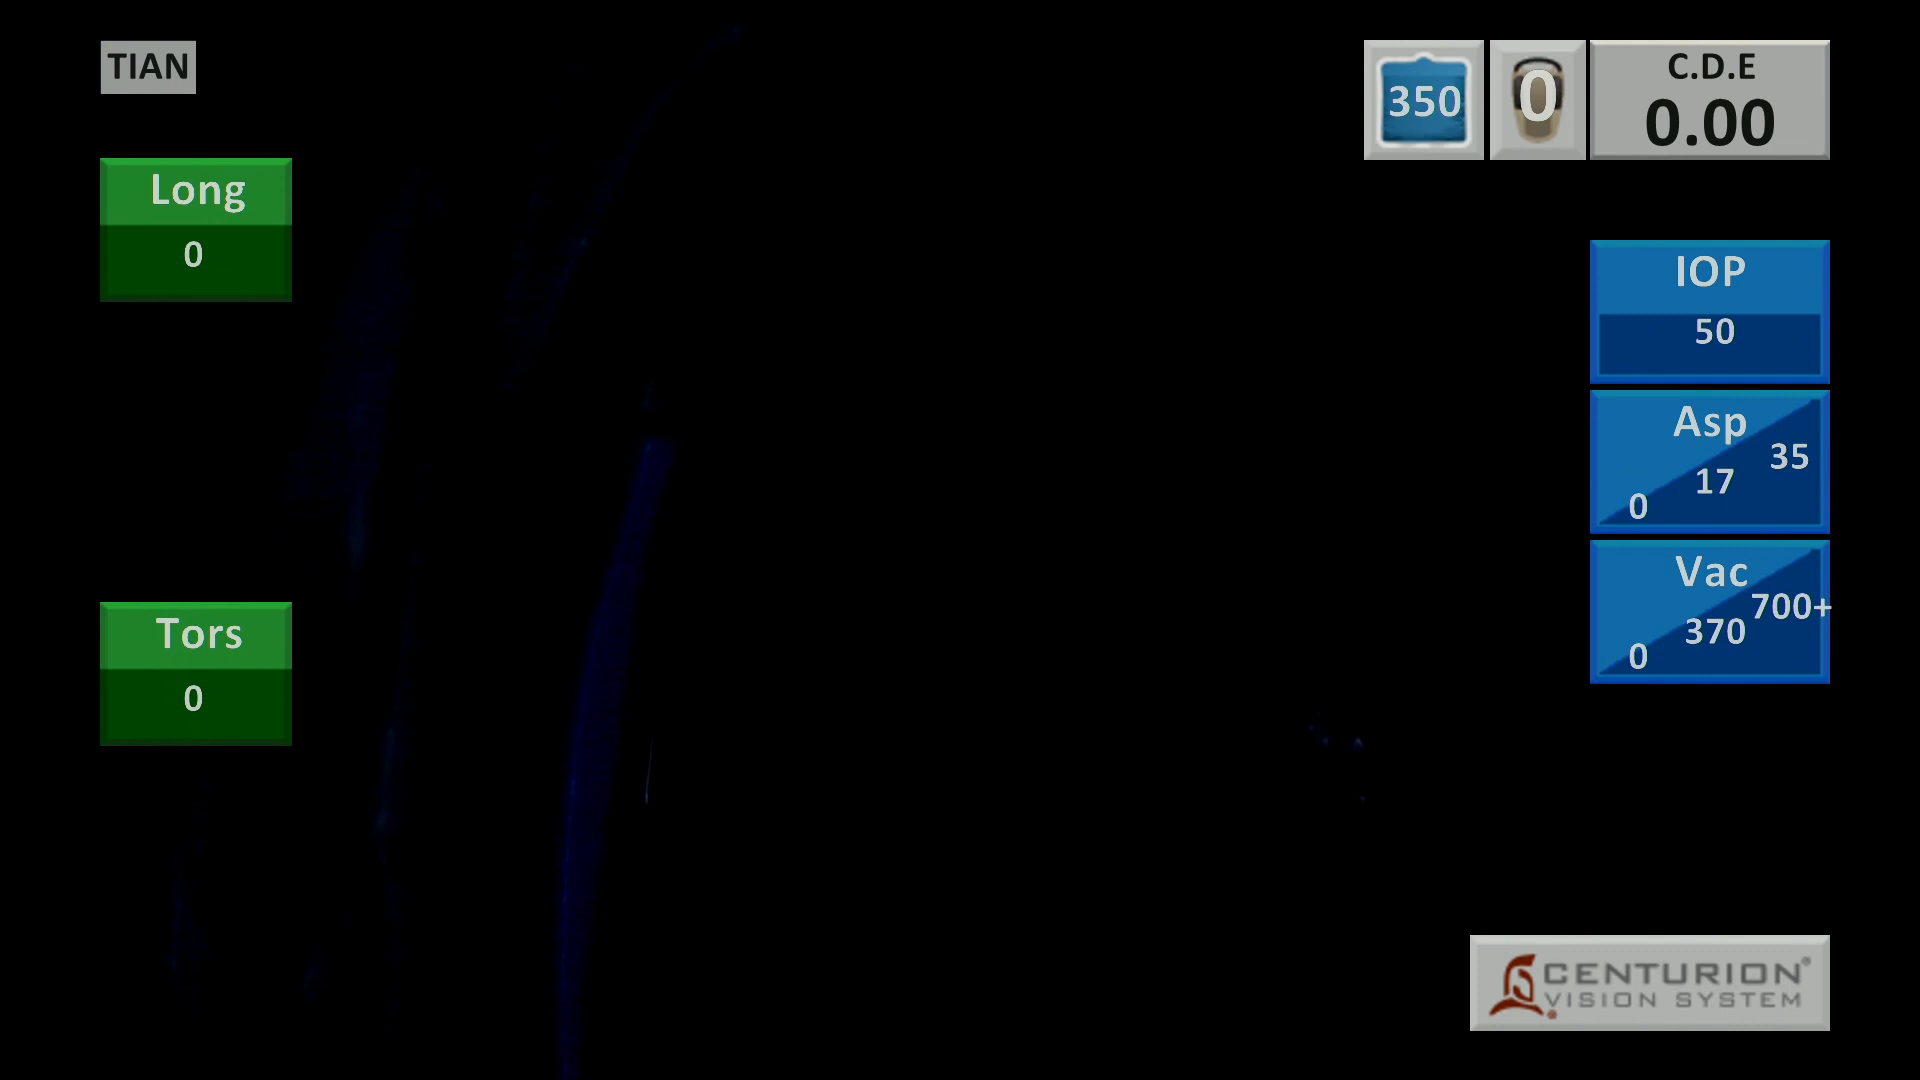 TIAN
350
0
C.D.E
0.00
Long
0
IOP
50
Asp
35
17
0
Vac
700+
370
0
Tors
0
CENTURION®
VISION SYSTEM®